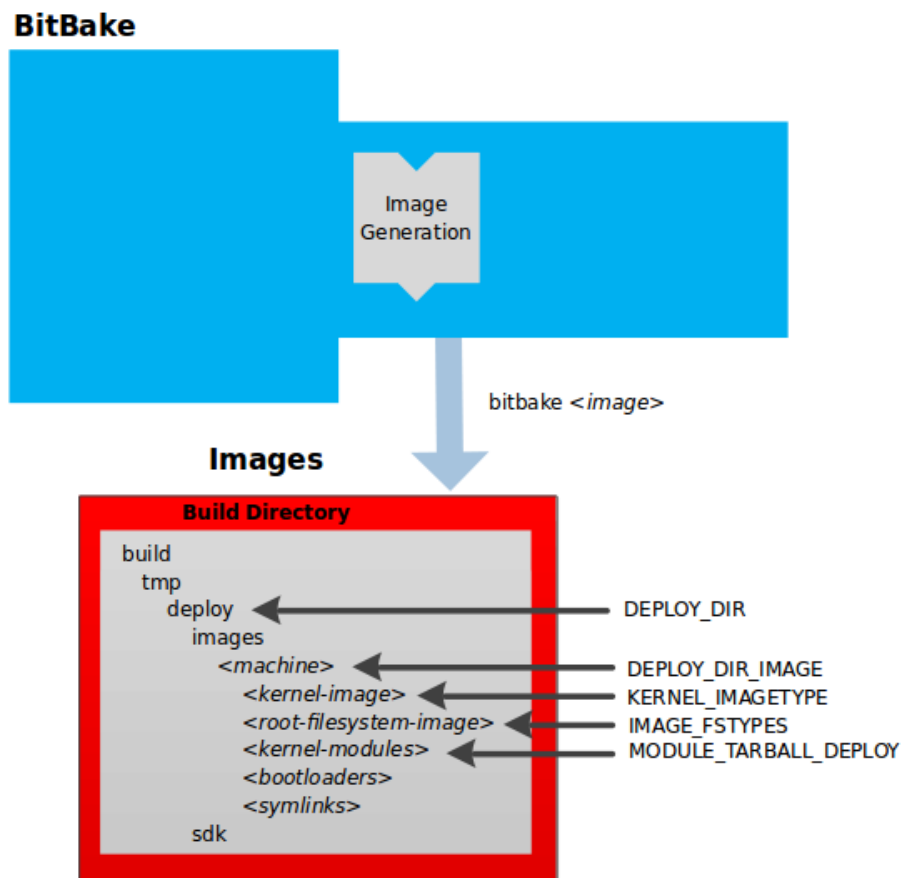 BitBake
Image
Generation
bitbake <image>
Images
Build Directory
build
tmp
deploy
DEPLOY_DIR
images
<machine>
DEPLOY_DIR_IMAGE
<kernel-image>
KERNEL_IMAGETYPE
<root-filesystem-image>
IMAGE_FSTYPES
<kernel-modules>
MODULE_TARBALL_DEPLOY
<bootloaders>
<symlinks>
sdk